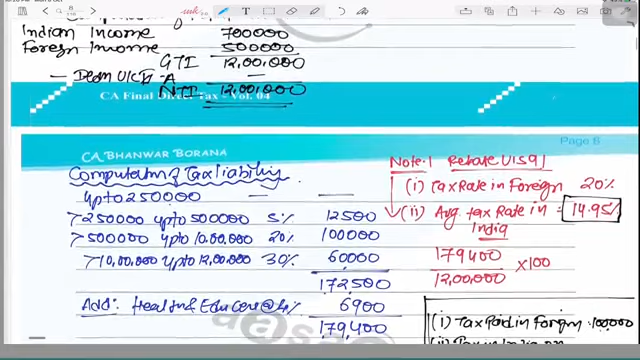 Indian Income 700000
Foreign Income 500000
GTI 12,00,000
NTI 12,00,000
CA Final Direct Tax - Vol. 04
Page 8
CA BHANWAR BORANA
Computation of Tax liability
upto 250000 —
>250000 upto 500000 5% 12500
>500000 upto 10,00,000 20% 100000
>10,00,000 upto 12,00,000 30% 60000
172500
Add: Health & Edu Cess @ 4% 6900
179400
Note:1 Rebate U/S 91
(i) Tax Rate in Foreign 20%
(ii) Avg. tax Rate in = 14.95%
India
179400
12,00,000 ×100
(i) Tax Paid in Foreign 100000